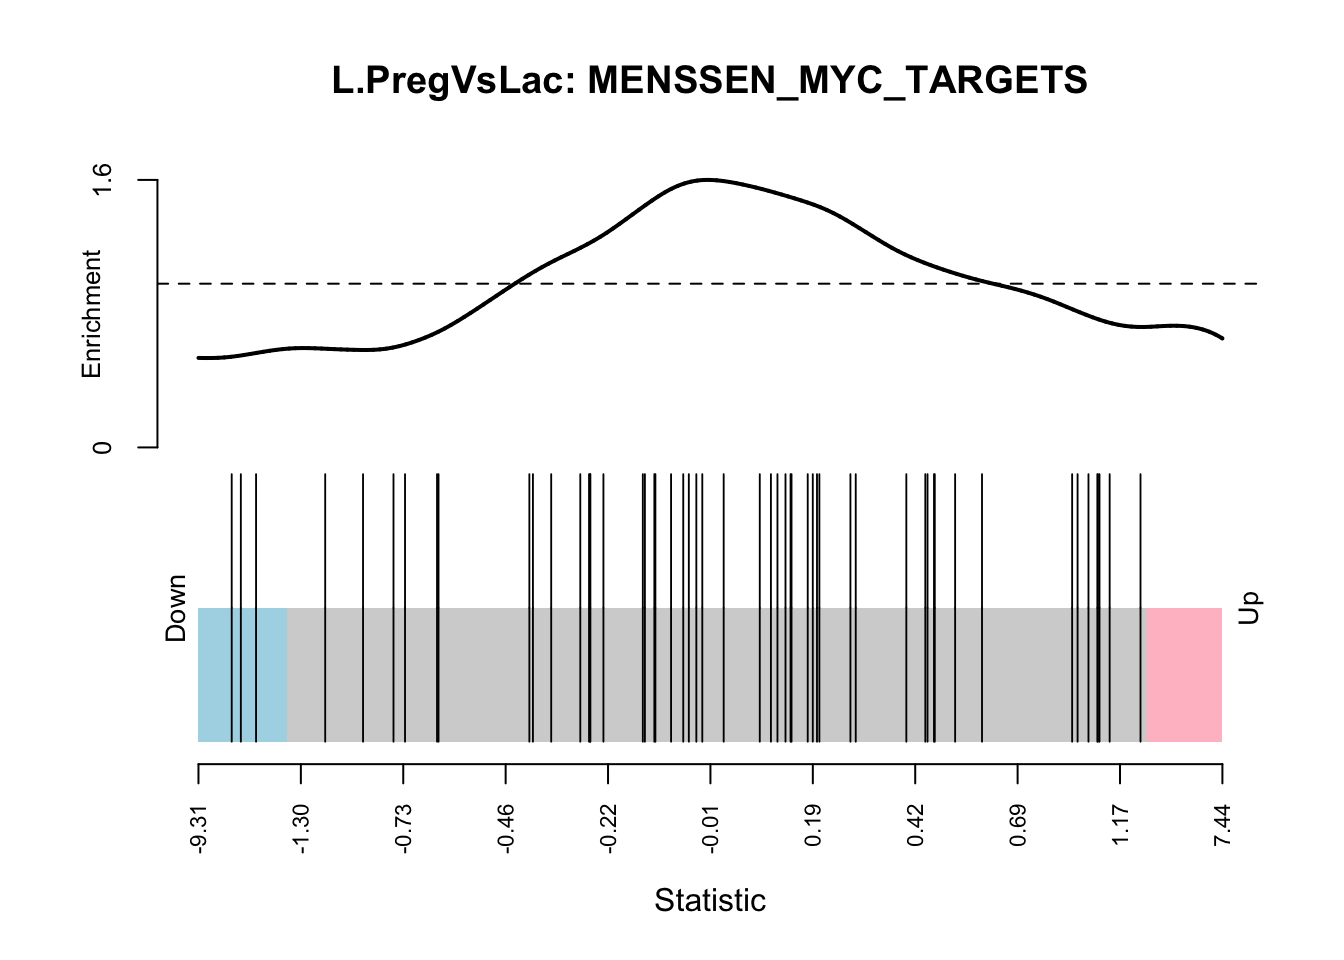 L.PregVsLac: MENSSEN_MYC_TARGETS
1.6
Enrichment
0
Down
Up
-9.31 -1.30 -0.73 -0.46 -0.22 -0.01 0.19 0.42 0.69 1.17 7.44
Statistic